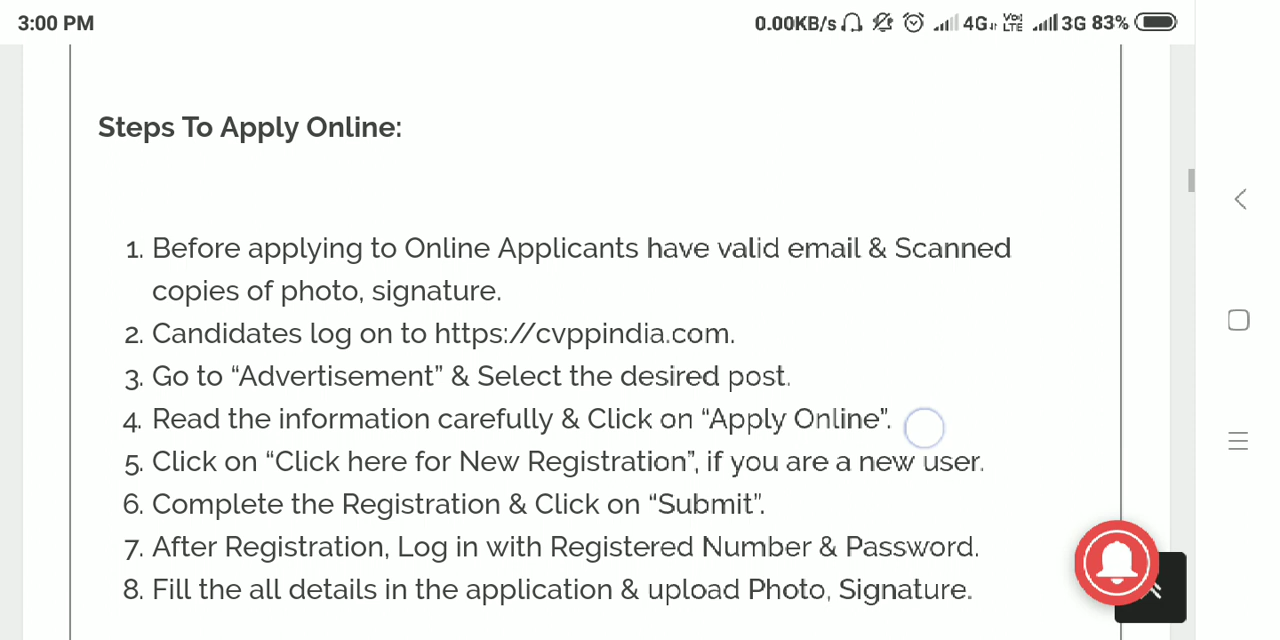 3:00 PM 0.00KB/s 4G VoLTE 3G 83%
Steps To Apply Online:
1. Before applying to Online Applicants have valid email & Scanned
copies of photo, signature.
2. Candidates log on to https://cvppindia.com.
3. Go to “Advertisement” & Select the desired post.
4. Read the information carefully & Click on “Apply Online”.
5. Click on “Click here for New Registration”, if you are a new user.
6. Complete the Registration & Click on “Submit”.
7. After Registration, Log in with Registered Number & Password.
8. Fill the all details in the application & upload Photo, Signature.